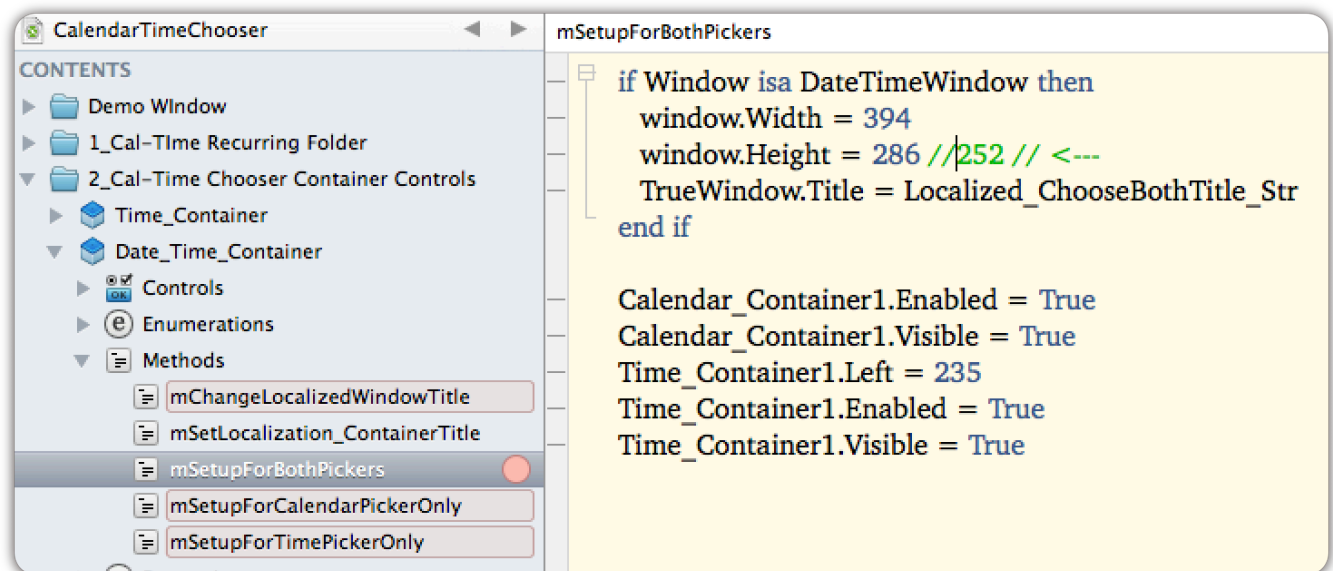 CalendarTimeChooser
CONTENTS
Demo WIndow
1_Cal-TIme Recurring Folder
2_Cal-Time Chooser Container Controls
Time_Container
Date_Time_Container
Controls
Enumerations
Methods
mChangeLocalizedWindowTitle
mSetLocalization_ContainerTitle
mSetupForBothPickers
mSetupForCalendarPickerOnly
mSetupForTimePickerOnly
mSetupForBothPickers
if Window isa DateTimeWindow then
window.Width = 394
window.Height = 286 //252 // <---
TrueWindow.Title = Localized_ChooseBothTitle_Str
end if
Calendar_Container1.Enabled = True
Calendar_Container1.Visible = True
Time_Container1.Left = 235
Time_Container1.Enabled = True
Time_Container1.Visible = True